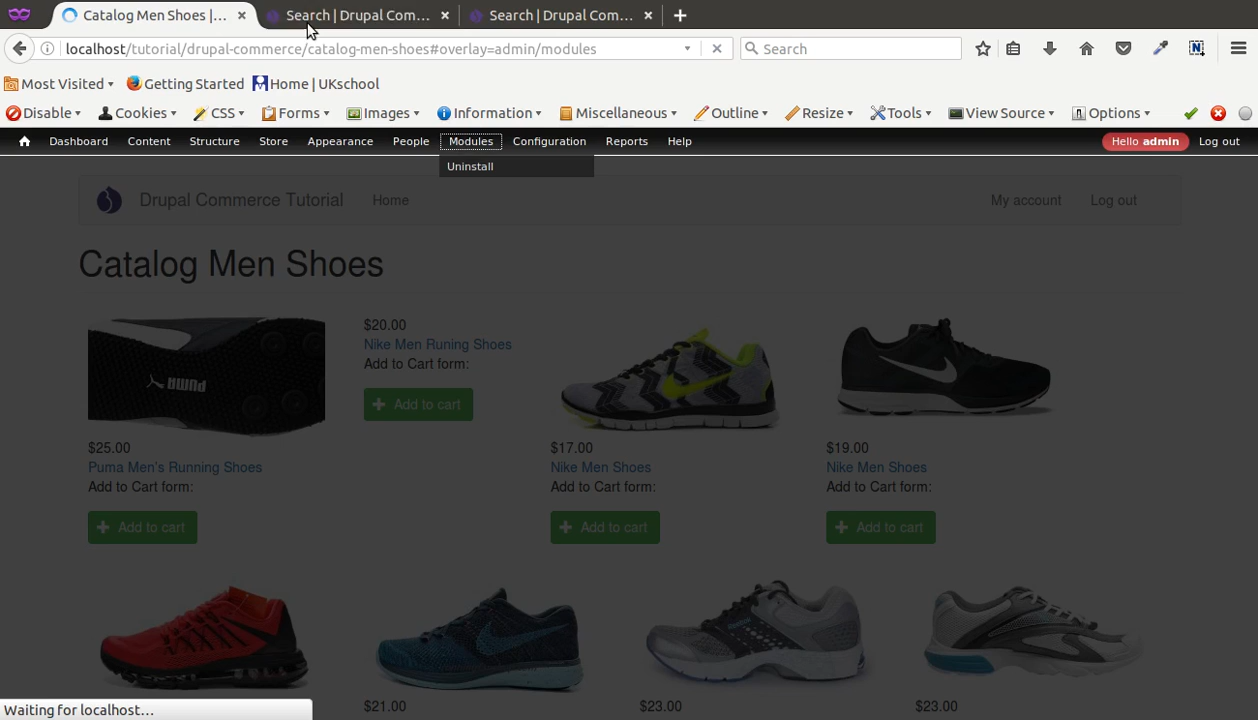 Catalog Men Shoes |...
Search | Drupal Com...
Search | Drupal Com...
localhost/tutorial/drupal-commerce/catalog-men-shoes#overlay=admin/modules
Search
Most Visited
Getting Started
Home | UKschool
Disable
Cookies
CSS
Forms
Images
Information
Miscellaneous
Outline
Resize
Tools
View Source
Options
Dashboard
Content
Structure
Store
Appearance
People
Modules
Configuration
Reports
Help
Hello admin
Log out
Uninstall
Drupal Commerce Tutorial
Home
My account
Log out
Catalog Men Shoes
PUMA
$25.00
Puma Men's Running Shoes
Add to Cart form:
Add to cart
$20.00
Nike Men Runing Shoes
Add to Cart form:
Add to cart
$17.00
Nike Men Shoes
Add to Cart form:
Add to cart
$19.00
Nike Men Shoes
Add to Cart form:
Add to cart
$21.00
$23.00
$23.00
Waiting for localhost…